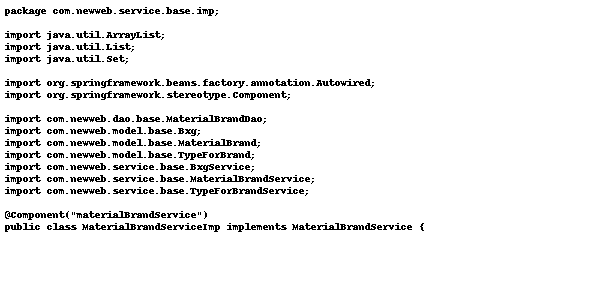 package com.newweb.service.base.imp;

import java.util.ArrayList;
import java.util.List;
import java.util.Set;

import org.springframework.beans.factory.annotation.Autowired;
import org.springframework.stereotype.Component;

import com.newweb.dao.base.MaterialBrandDao;
import com.newweb.model.base.Bxg;
import com.newweb.model.base.MaterialBrand;
import com.newweb.model.base.TypeForBrand;
import com.newweb.service.base.BxgService;
import com.newweb.service.base.MaterialBrandService;
import com.newweb.service.base.TypeForBrandService;

@Component("materialBrandService")
public class MaterialBrandServiceImp implements MaterialBrandService {